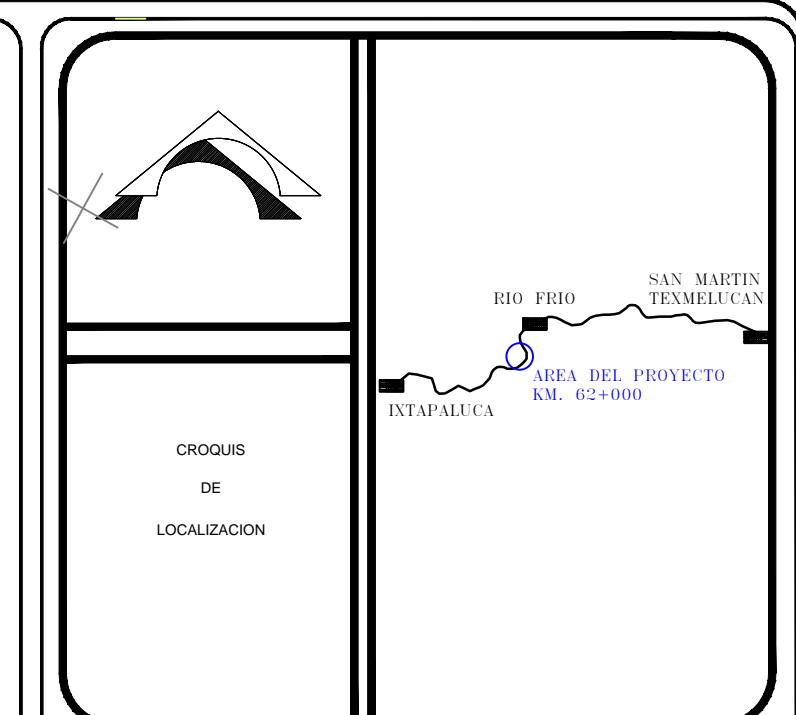 CROQUIS
DE
LOCALIZACION
SAN MARTIN
TEXMELUCAN
RIO FRIO
AREA DEL PROYECTO
KM. 62+000
IXTAPALUCA